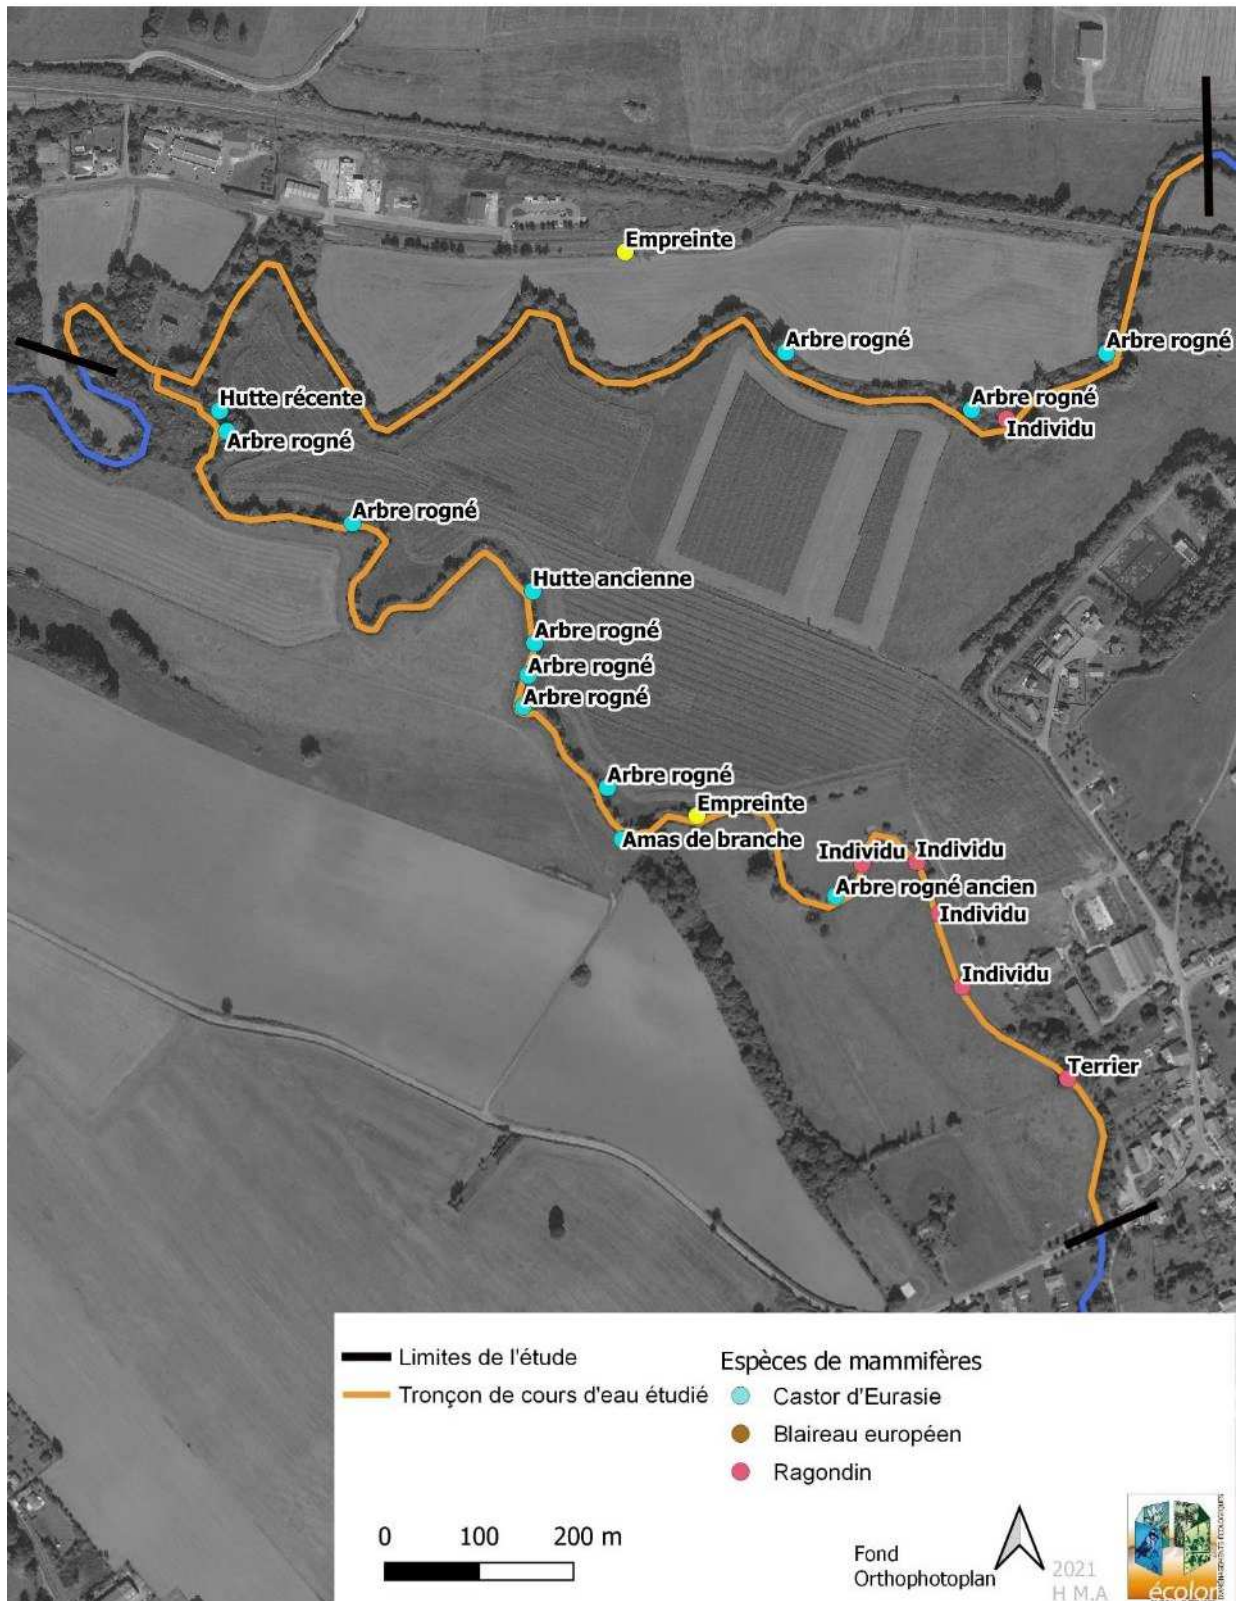 Empreinte
Arbre rogné
Arbre rogné
Hutte récente
Arbre rogné
Individu
Arbre rogné
Arbre rogné
Hutte ancienne
Arbre rogné
Arbre rogné
Arbre rogné
Arbre rogné
Empreinte
Amas de branche
Individu
Individu
Arbre rogné ancien
Individu
Individu
Terrier
Limites de l'étude
Tronçon de cours d'eau étudié
Espèces de mammifères
Castor d'Eurasie
Blaireau européen
Ragondin
0 100 200 m
Fond
Orthophotoplan
2021
H M.A
écolor